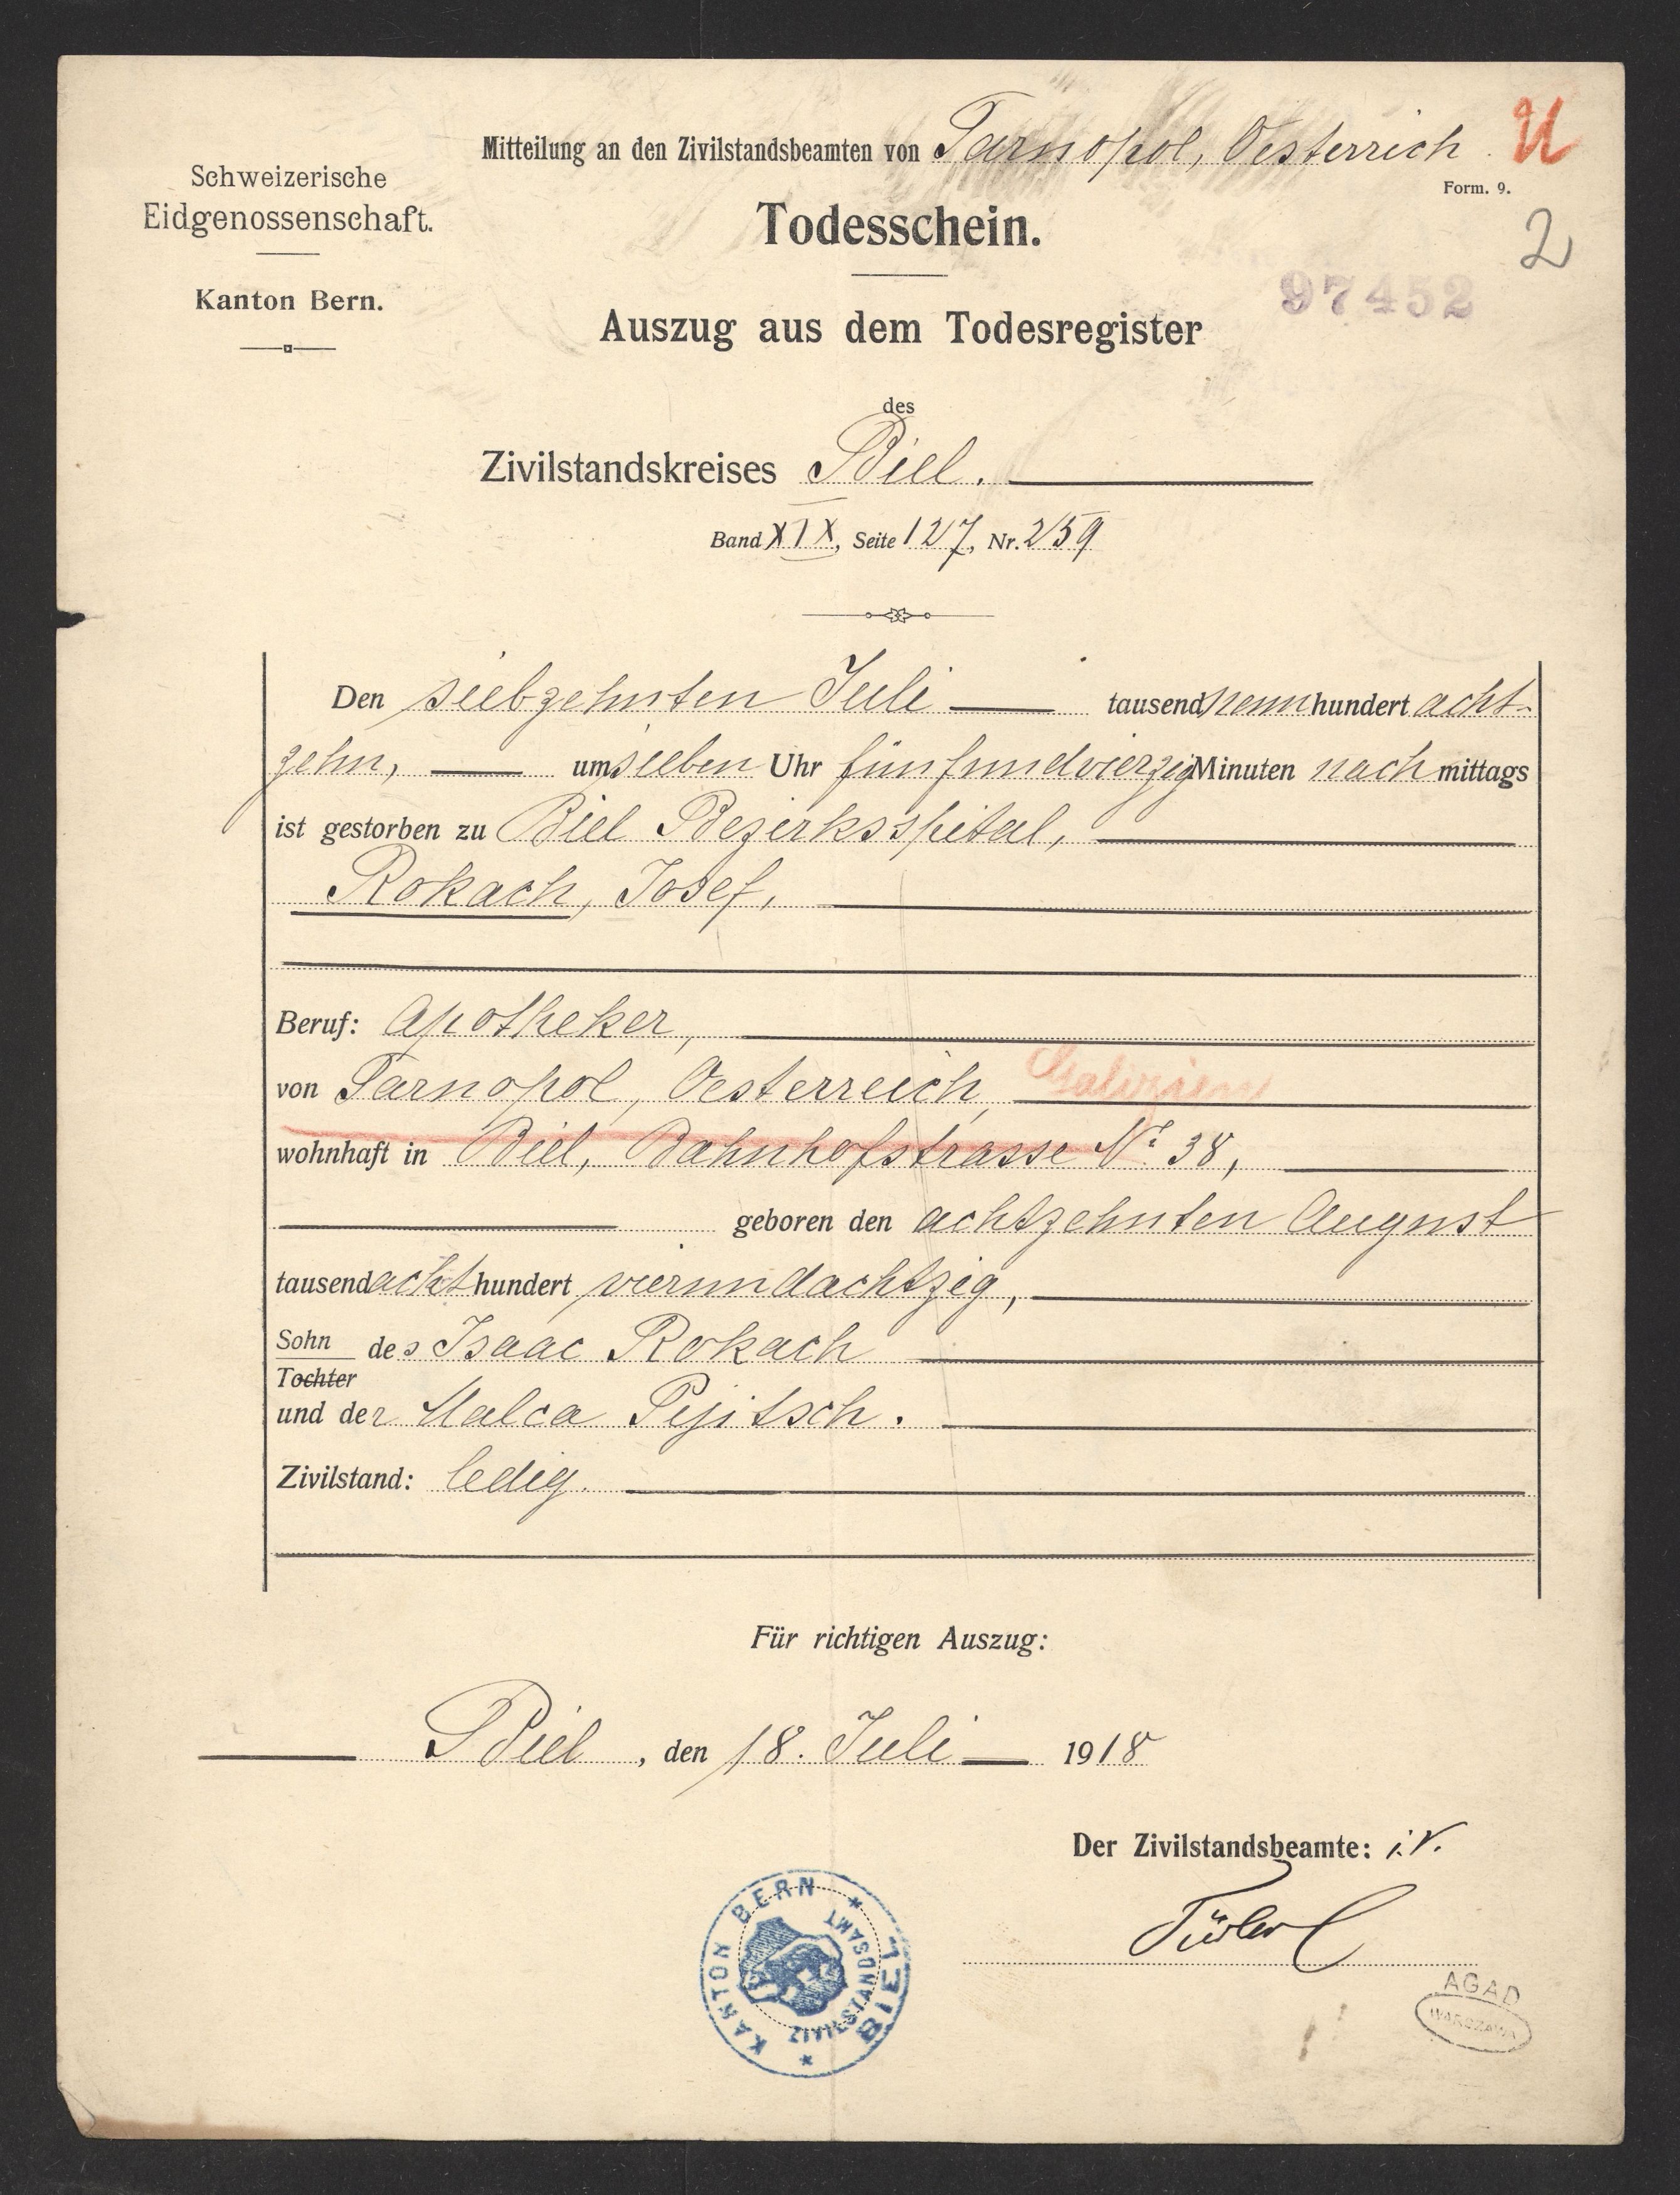 Mitteilung an den Zivilstandsbeamten von Tarnopol, Oesterrich
U
Form. 9.
2
Schweizerische
Eidgenossenschaft.
Kanton Bern.
Todesschein.
97452
Auszug aus dem Todesregister
des
Zivilstandskreises Biel.
Band XIX, Seite 127, Nr. 259
Den siebzehnten Juli tausend neun hundert acht-
zehn, um sieben Uhr fünfundvierzig Minuten nach mittags
ist gestorben zu Biel Bezirksspital,
Rokach, Josef,
Beruf: Apotheker,
von Tarnopol, Oesterreich, Galizien
wohnhaft in Biel, Bahnhofstrasse No. 38,
geboren den achtzehnten August
tausend acht hundert vierundachtzig,
Sohn des Isaac Rokach
Tochter
und der Malca Pejitsch.
Zivilstand: ledig.
Für richtigen Auszug:
Biel, den 18. Juli 1918
Der Zivilstandsbeamte: i.V.
KANTON BERN * BIEL *
ZIVILSTANDSAMT
AGAD
WARSZAWA